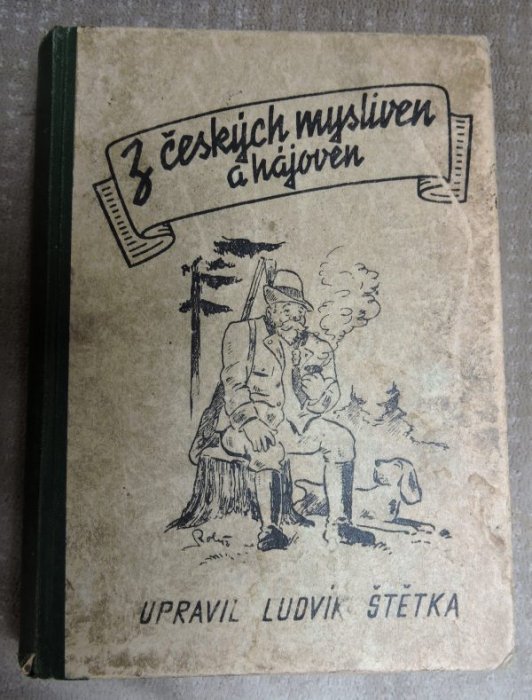 Z českých mysliven
a hájoven
UPRAVIL LUDVÍK ŠTĚTKA